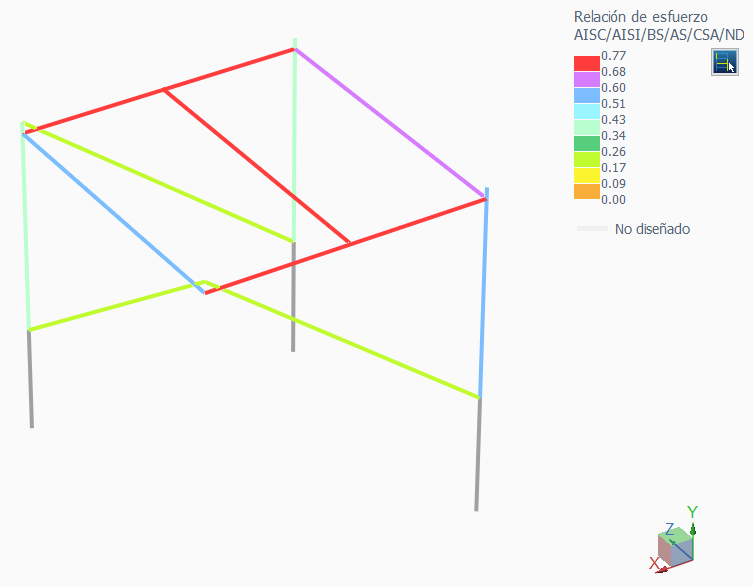 Relación de esfuerzo
AISC/AISI/BS/AS/CSA/ND
0.77
0.68
0.60
0.51
0.43
0.34
0.26
0.17
0.09
0.00
No diseñado
Y
Z
X